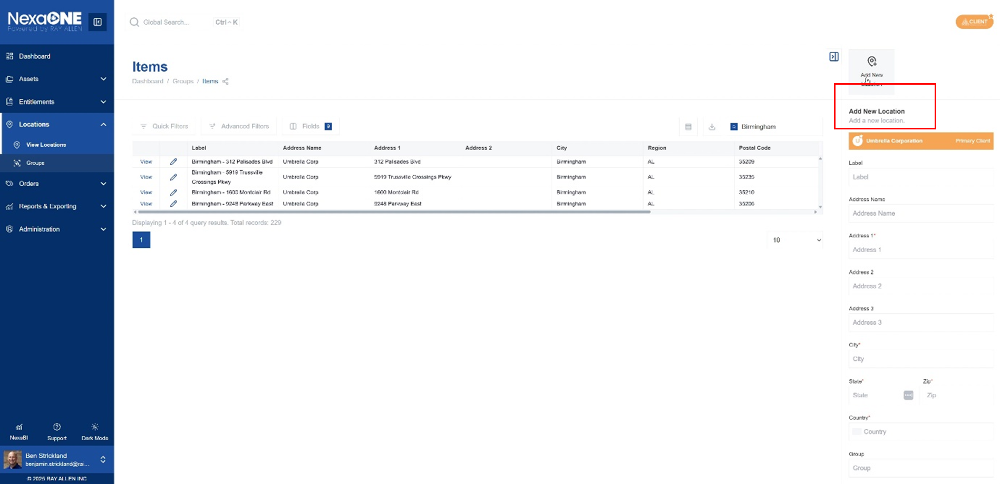 NexaONE
Powered by RAY ALLEN
Global Search...
Ctrl+K
CLIENT
Dashboard
Assets
Entitlements
Locations
View Locations
Groups
Orders
Reports & Exporting
Administration
NexaBI
Support
Dark Mode
Ben Strickland
benjamin.strickland@rai...
© 2025 RAY ALLEN INC
Items
Dashboard / Groups / Items
Quick Filters
Advanced Filters
Fields 9
Birmingham
Label Address Name Address 1 Address 2 City Region Postal Code
View Birmingham - 312 Palisades Blvd Umbrella Corp 312 Palisades Blvd Birmingham AL 35209
View Birmingham - 5919 Trussville Crossings Pkwy Umbrella Corp 5919 Trussville Crossings Pkwy Birmingham AL 35235
View Birmingham - 1600 Montclair Rd Umbrella Corp 1600 Montclair Rd Birmingham AL 35210
View Birmingham - 9248 Parkway East Umbrella Corp 9248 Parkway East Birmingham AL 35206
Displaying 1 - 4 of 4 query results. Total records: 229
1
10
Add New
Location
Add New Location
Add a new location.
Umbrella Corporation Primary Client
Label
Label
Address Name
Address Name
Address 1*
Address 1
Address 2
Address 2
Address 3
Address 3
City*
City
State* Zip*
State Zip
Country*
Country
Group
Group